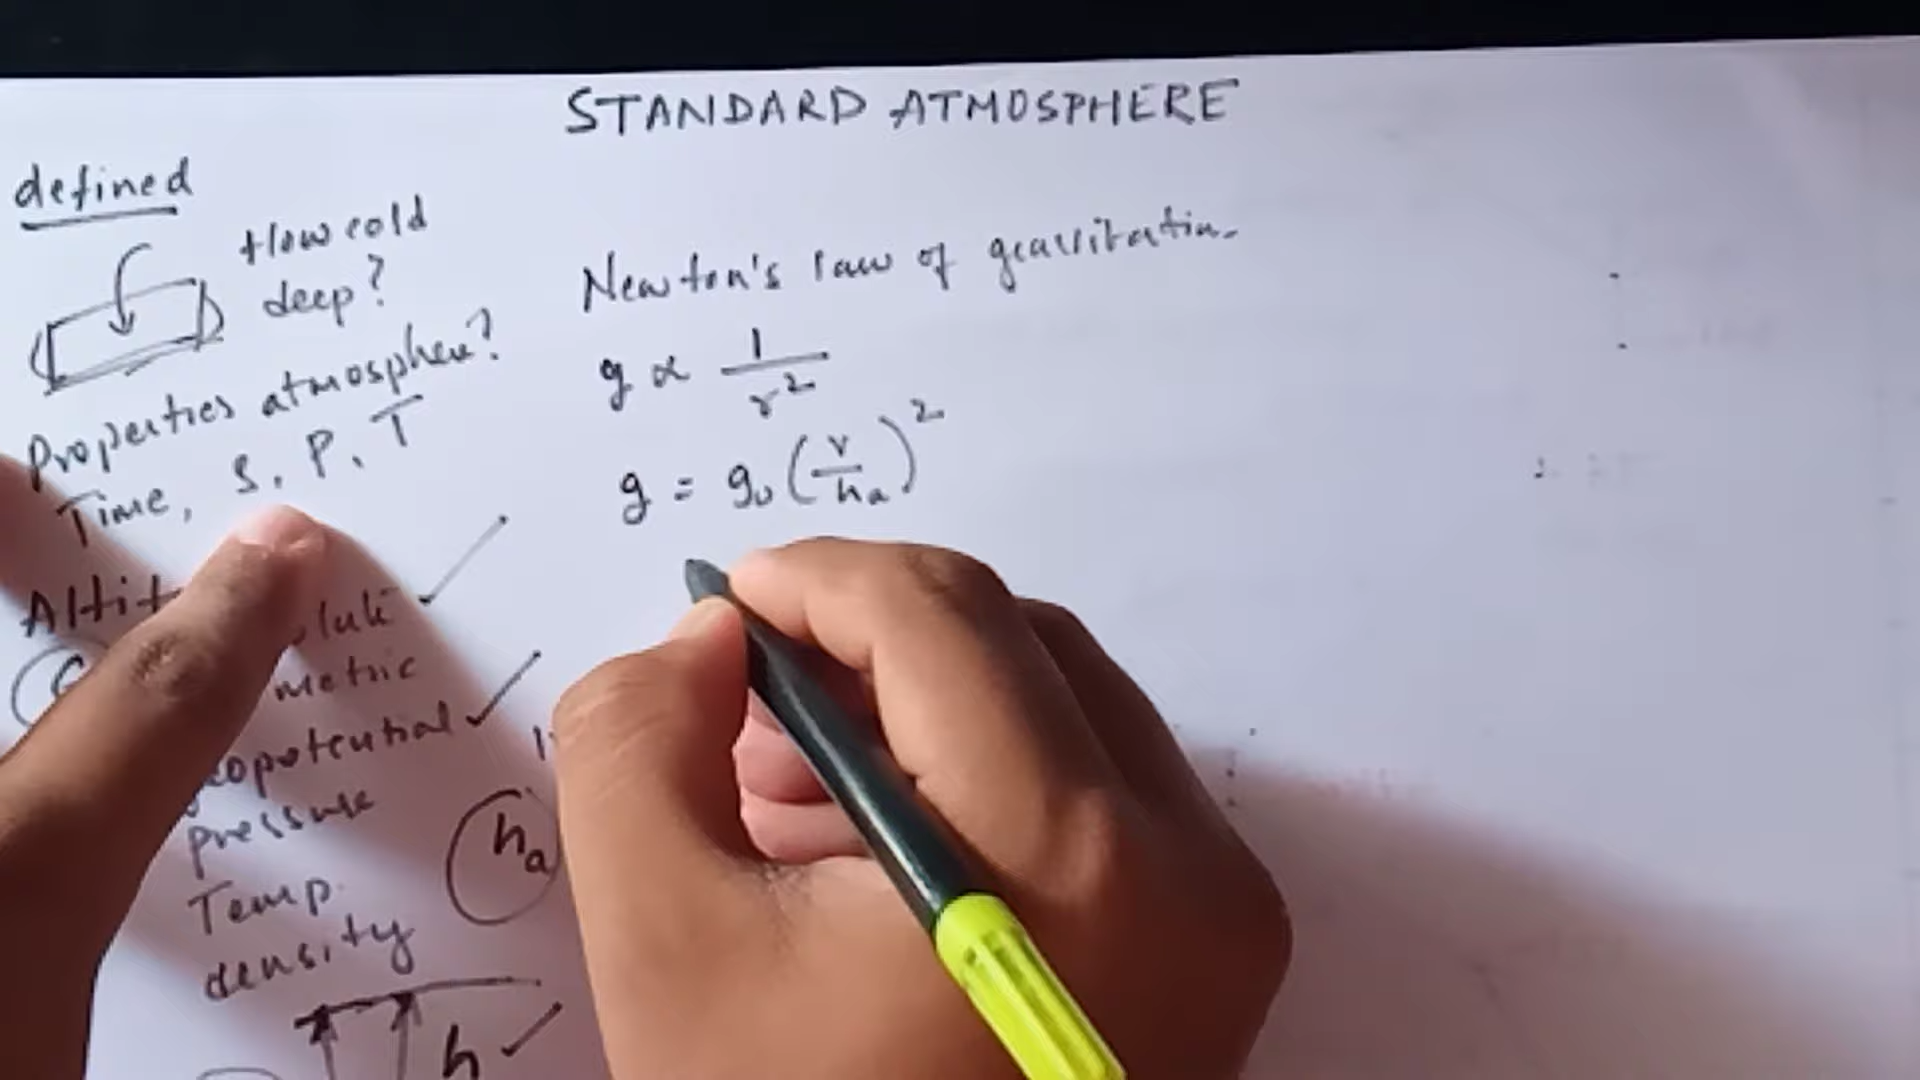 STANDARD ATMOSPHERE
defined
How cold
deep?
Properties atmosphere?
Time, S, P, T
Newton's law of gravitation
g ∝ 1/r²
g = g₀ (r/hₐ)²
Altit
metric
pressure
Temp.
density
hₐ
h